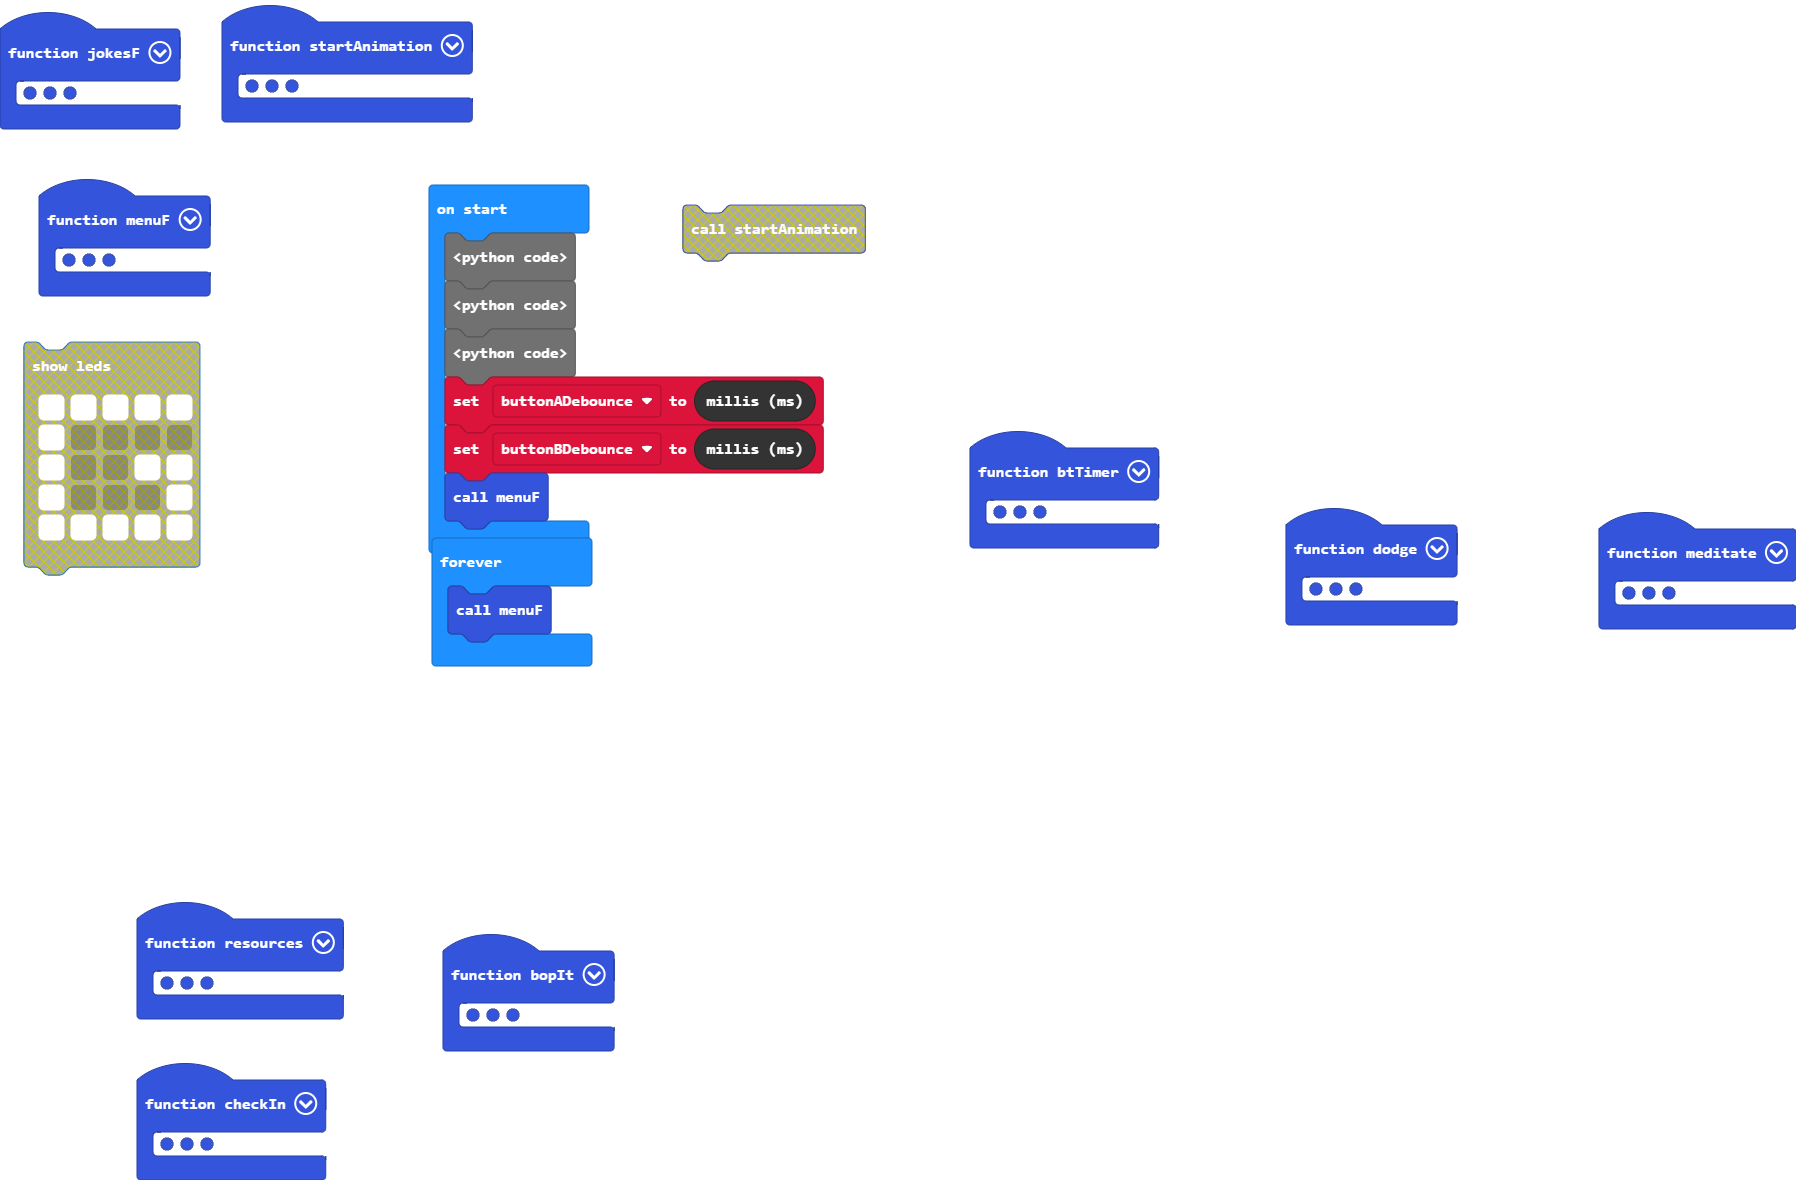 function jokesF
function startAnimation
function menuF
on start
<python code>
<python code>
<python code>
set buttonADebounce to millis (ms)
set buttonBDebounce to millis (ms)
call menuF
call startAnimation
show leds
forever
call menuF
function btTimer
function dodge
function meditate
function resources
function bopIt
function checkIn